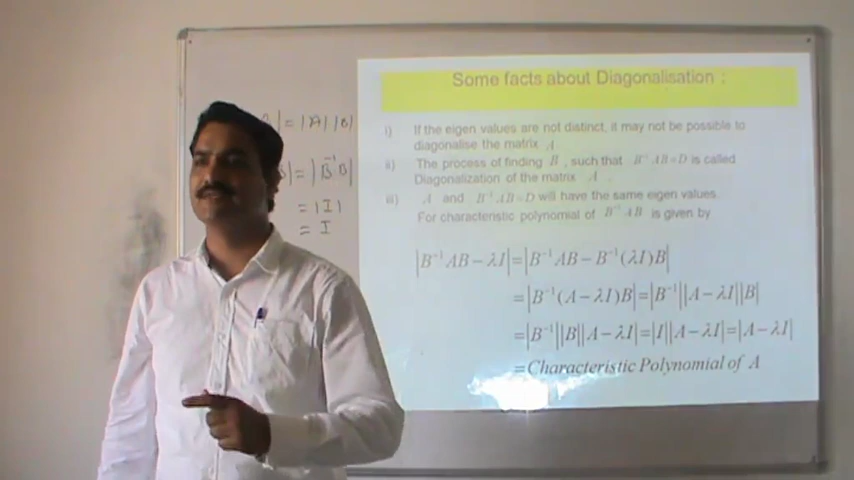 Some facts about Diagonalisation :
i) If the eigen values are not distinct, it may not be possible to
diagonalise the matrix A
ii) The process of finding B , such that B⁻¹AB=D is called
Diagonalization of the matrix A .
iii) A and B⁻¹AB=D will have the same eigen values.
For characterstic polynomial of B⁻¹AB is given by
|B⁻¹AB − λI| = |B⁻¹AB − B⁻¹(λI)B|
= |B⁻¹(A − λI)B| = |B⁻¹||A − λI||B|
= |B⁻¹||B||A − λI| = |I||A − λI| = |A − λI|
= Characteristic Polynomial of A
| = |A| |B|
| = |B⁻¹ B|
= |I|
= I